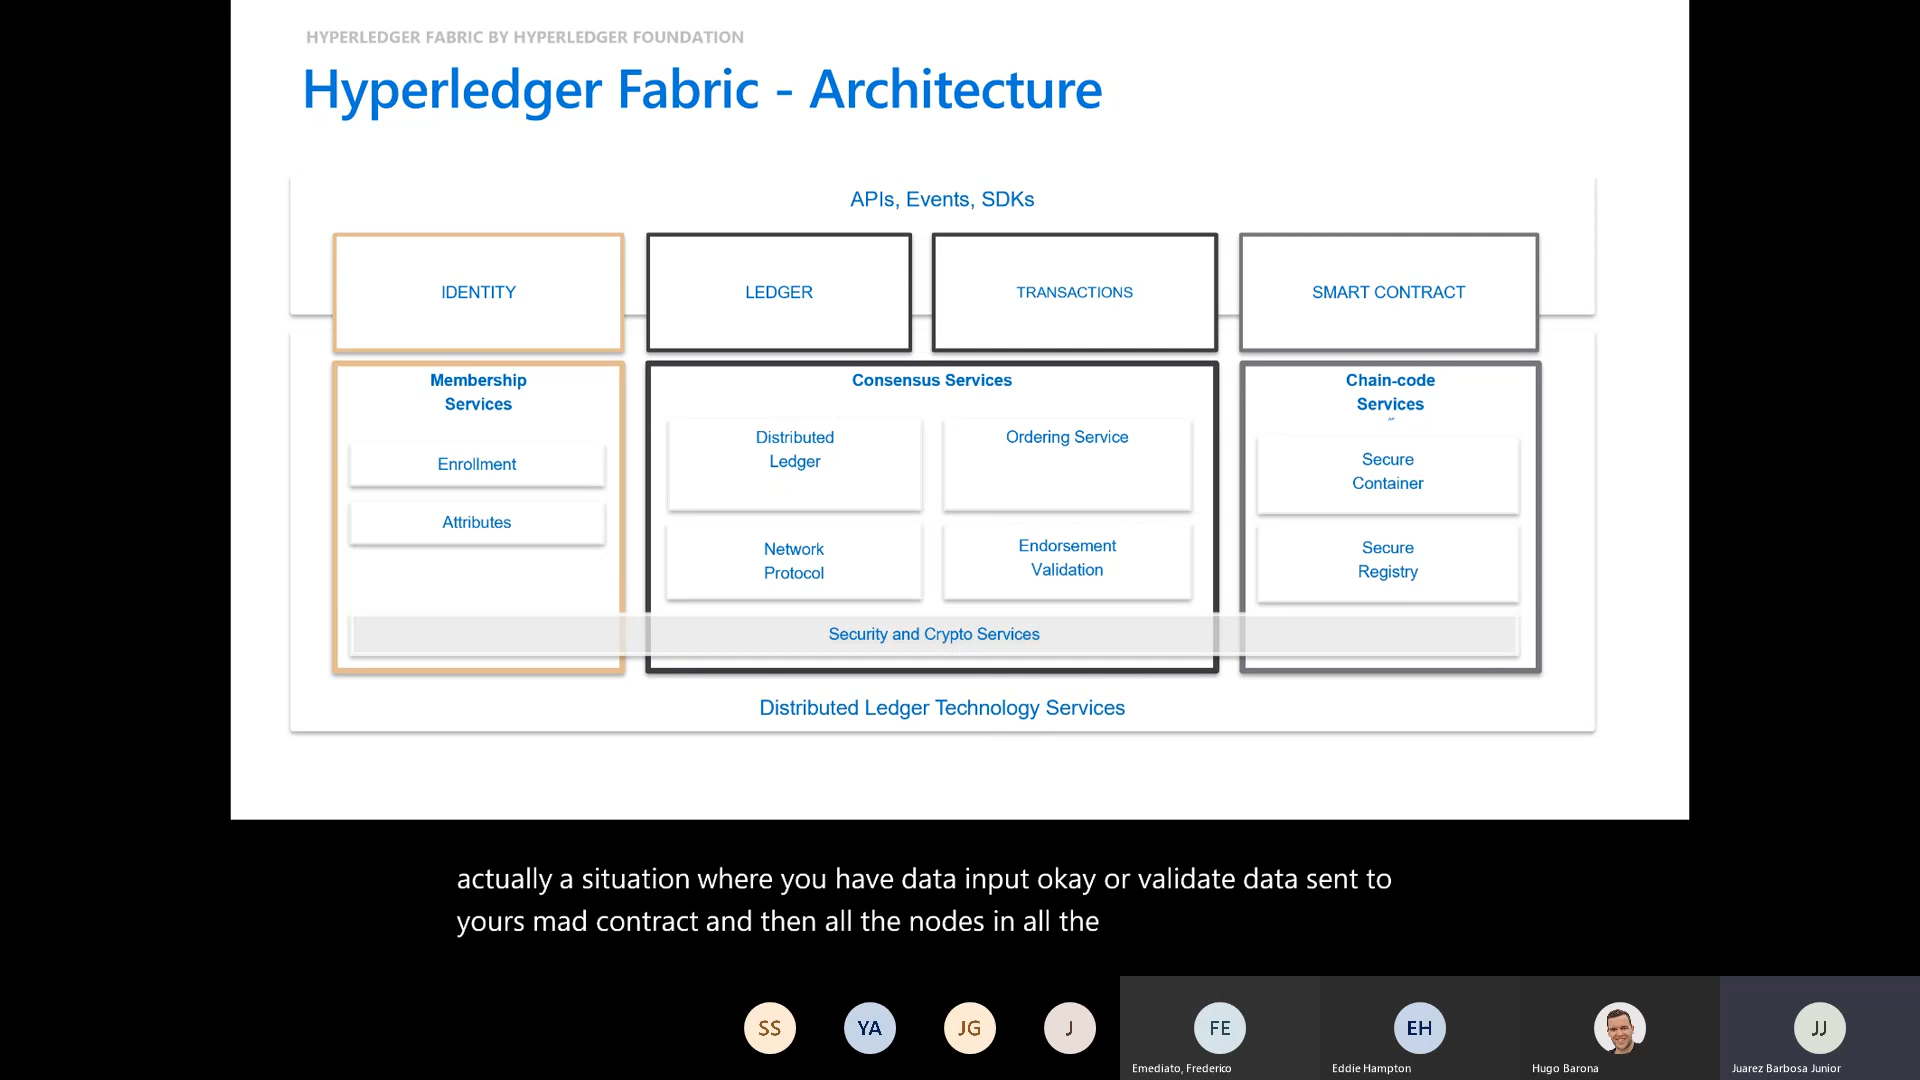 HYPERLEDGER FABRIC BY HYPERLEDGER FOUNDATION
Hyperledger Fabric - Architecture
APIs, Events, SDKs
IDENTITY
LEDGER
TRANSACTIONS
SMART CONTRACT
Membership
Services
Enrollment
Attributes
Consensus Services
Distributed
Ledger
Ordering Service
Network
Protocol
Endorsement
Validation
Chain-code
Services
Secure
Container
Secure
Registry
Security and Crypto Services
Distributed Ledger Technology Services
actually a situation where you have data input okay or validate data sent to
yours mad contract and then all the nodes in all the
SS
YA
JG
J
FE
EH
JJ
Emediato, Frederico
Eddie Hampton
Hugo Barona
Juarez Barbosa Junior